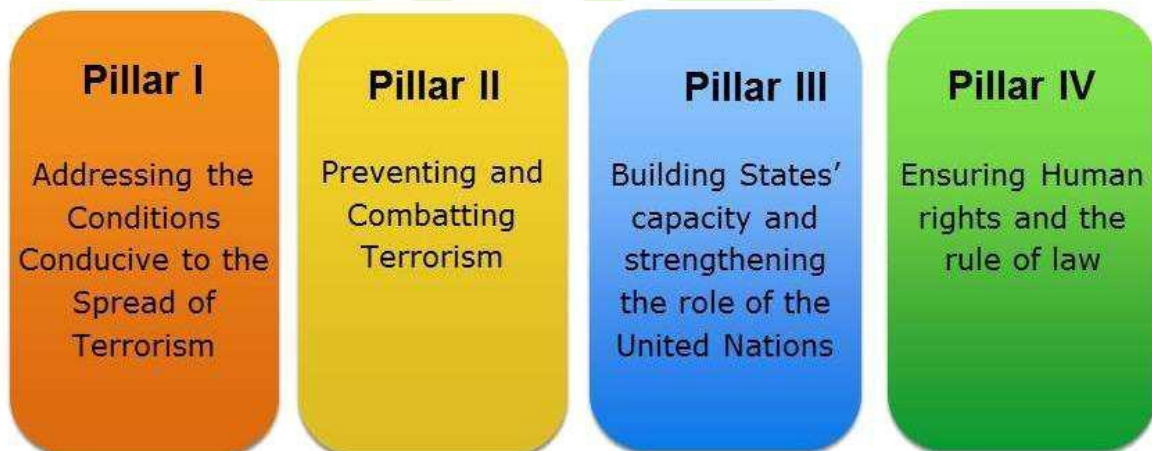 Pillar I
Addressing the
Conditions
Conducive to the
Spread of
Terrorism
Pillar II
Preventing and
Combatting
Terrorism
Pillar III
Building States’
capacity and
strengthening
the role of the
United Nations
Pillar IV
Ensuring Human
rights and the
rule of law